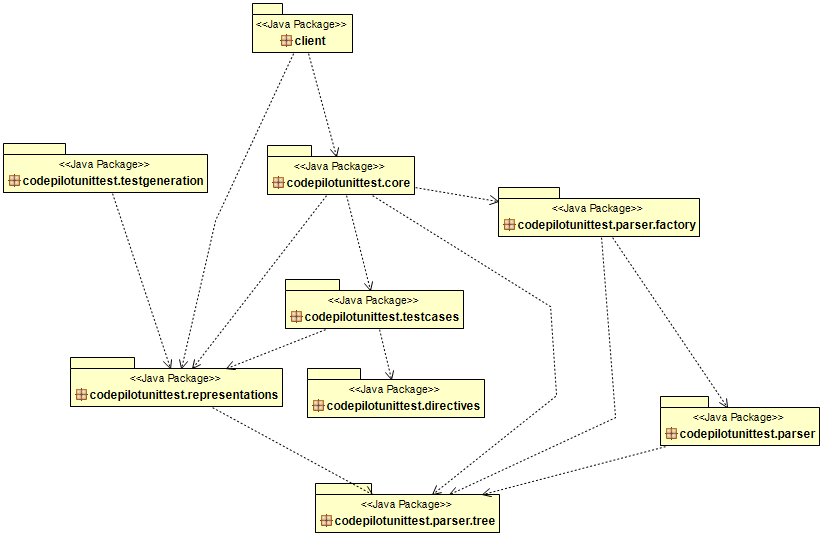 <<Java Package>>
client
<<Java Package>>
codepilotunittest.testgeneration
<<Java Package>>
codepilotunittest.core
<<Java Package>>
codepilotunittest.parser.factory
<<Java Package>>
codepilotunittest.testcases
<<Java Package>>
codepilotunittest.representations
<<Java Package>>
codepilotunittest.directives
<<Java Package>>
codepilotunittest.parser
<<Java Package>>
codepilotunittest.parser.tree